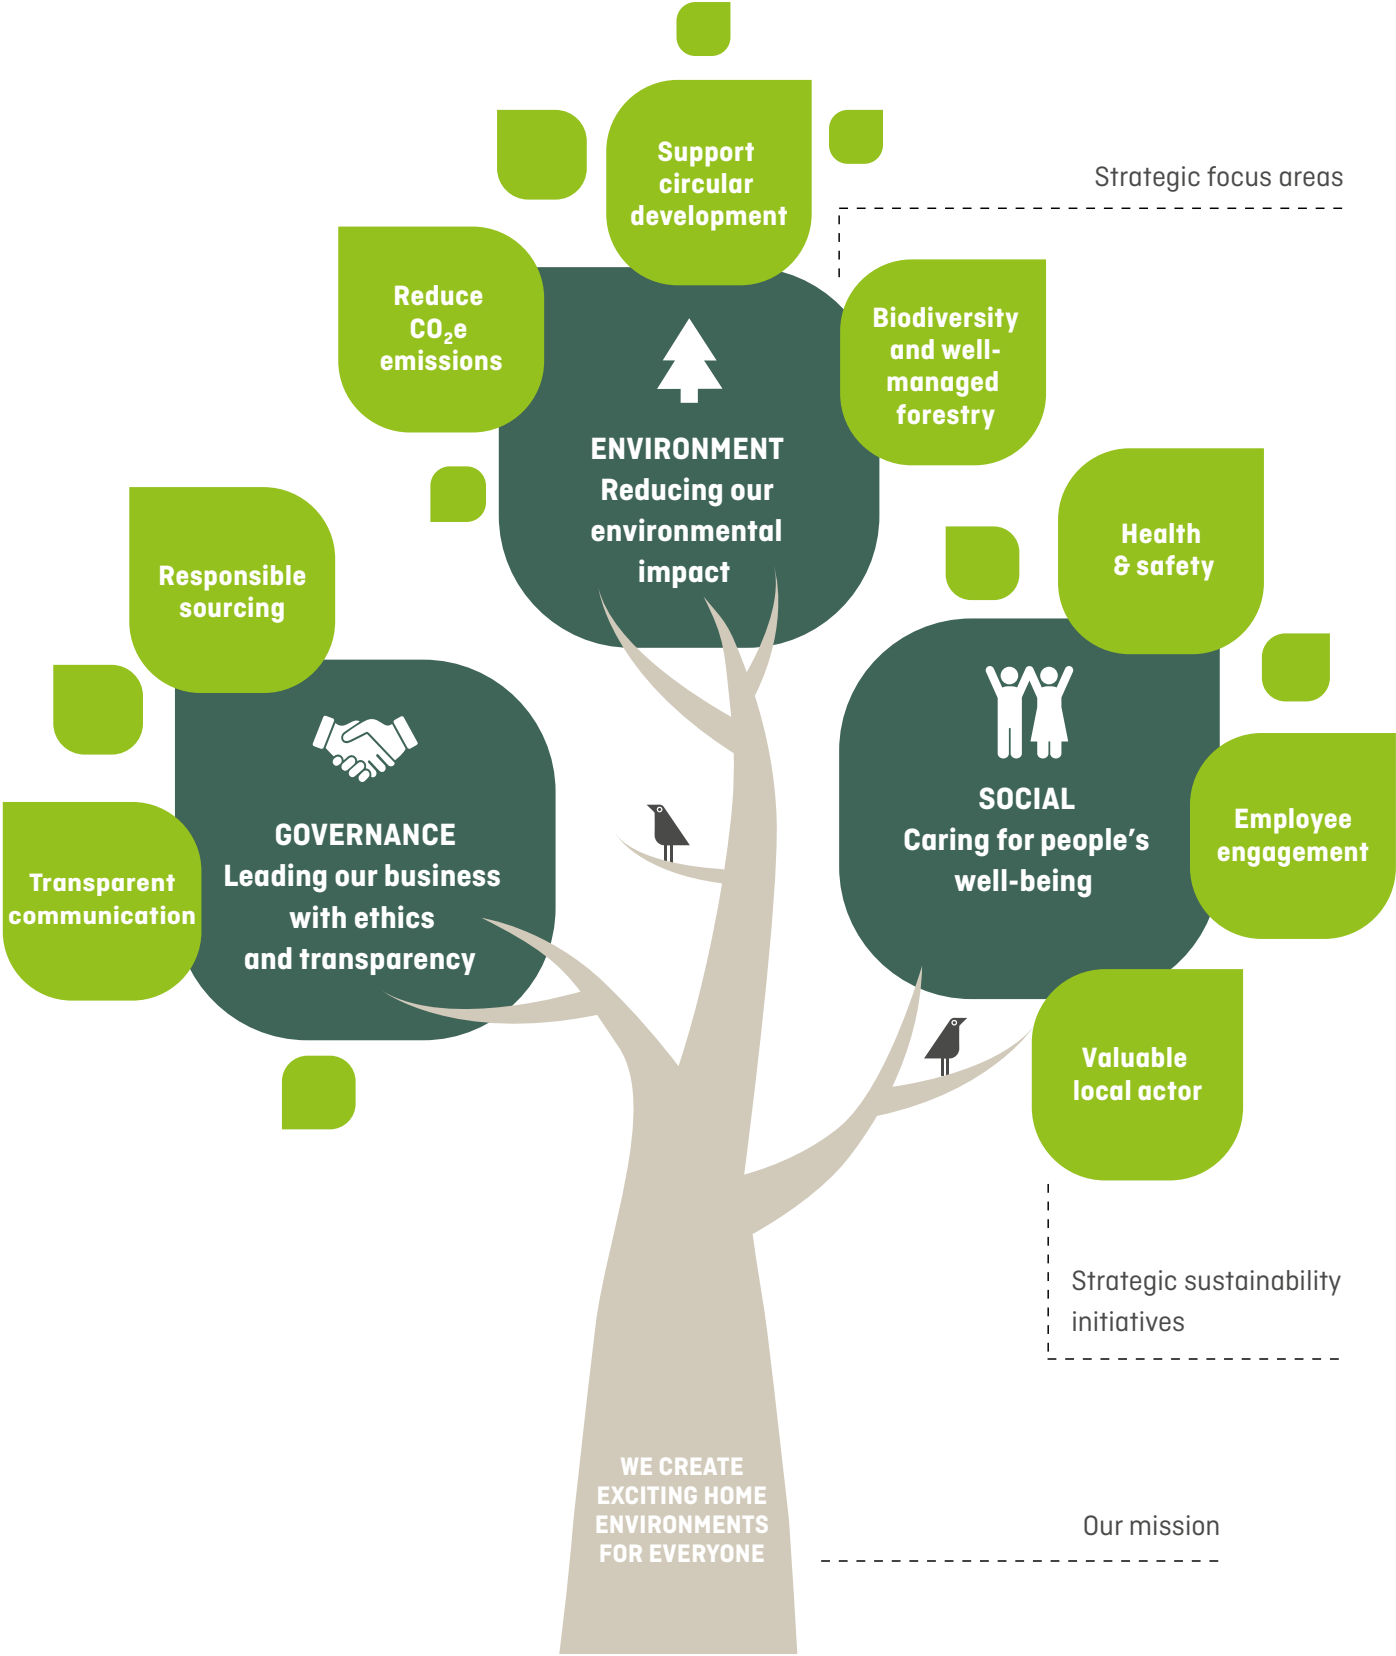 Support
circular
development
Strategic focus areas
Reduce
CO₂e
emissions
Biodiversity
and well-
managed
forestry
ENVIRONMENT
Reducing our
environmental
impact
Health
& safety
Responsible
sourcing
SOCIAL
Caring for people’s
well-being
Employee
engagement
GOVERNANCE
Leading our business
with ethics
and transparency
Transparent
communication
Valuable
local actor
Strategic sustainability
initiatives
WE CREATE
EXCITING HOME
ENVIRONMENTS
FOR EVERYONE
Our mission